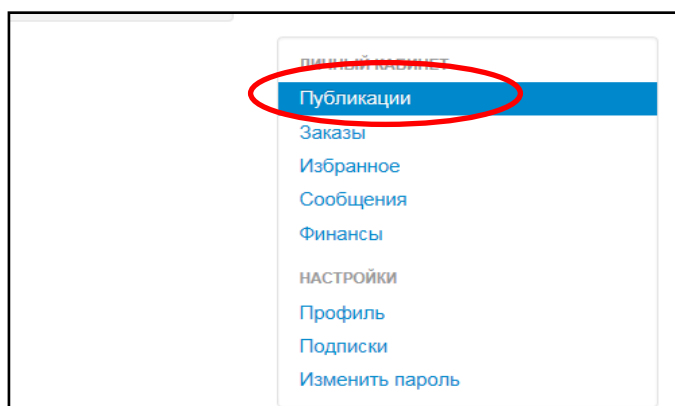 ЛИЧНЫЙ КАБИНЕТ
Публикации
Заказы
Избранное
Сообщения
Финансы
НАСТРОЙКИ
Профиль
Подписки
Изменить пароль